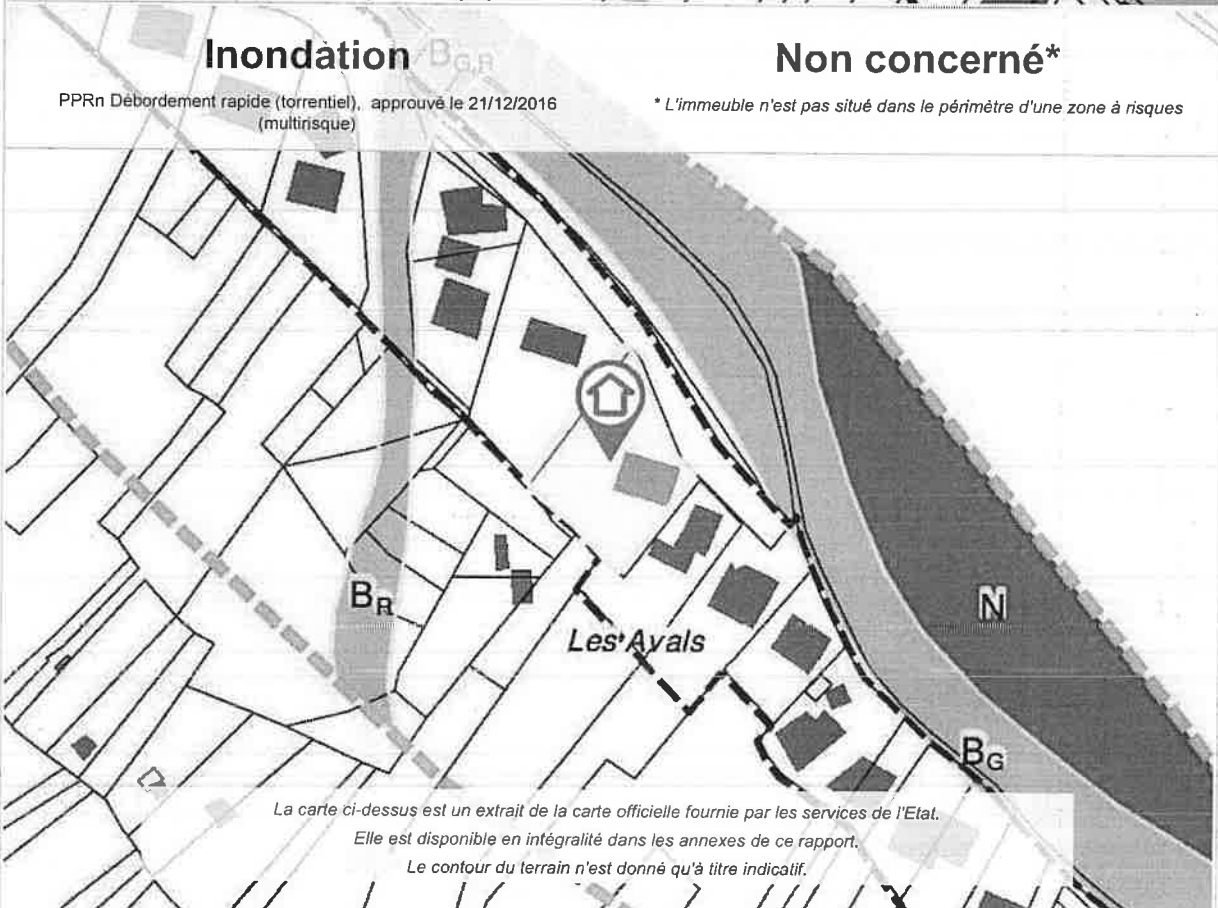 Inondation
B G,R
Non concerné*
PPRn Débordement rapide (torrentiel), approuvé le 21/12/2016
(multirisque)
* L'immeuble n'est pas situé dans le périmètre d'une zone à risques
B R
Les Avals
N
B G
La carte ci-dessus est un extrait de la carte officielle fournie par les services de l'Etat.
Elle est disponible en intégralité dans les annexes de ce rapport.
Le contour du terrain n'est donné qu'à titre indicatif.